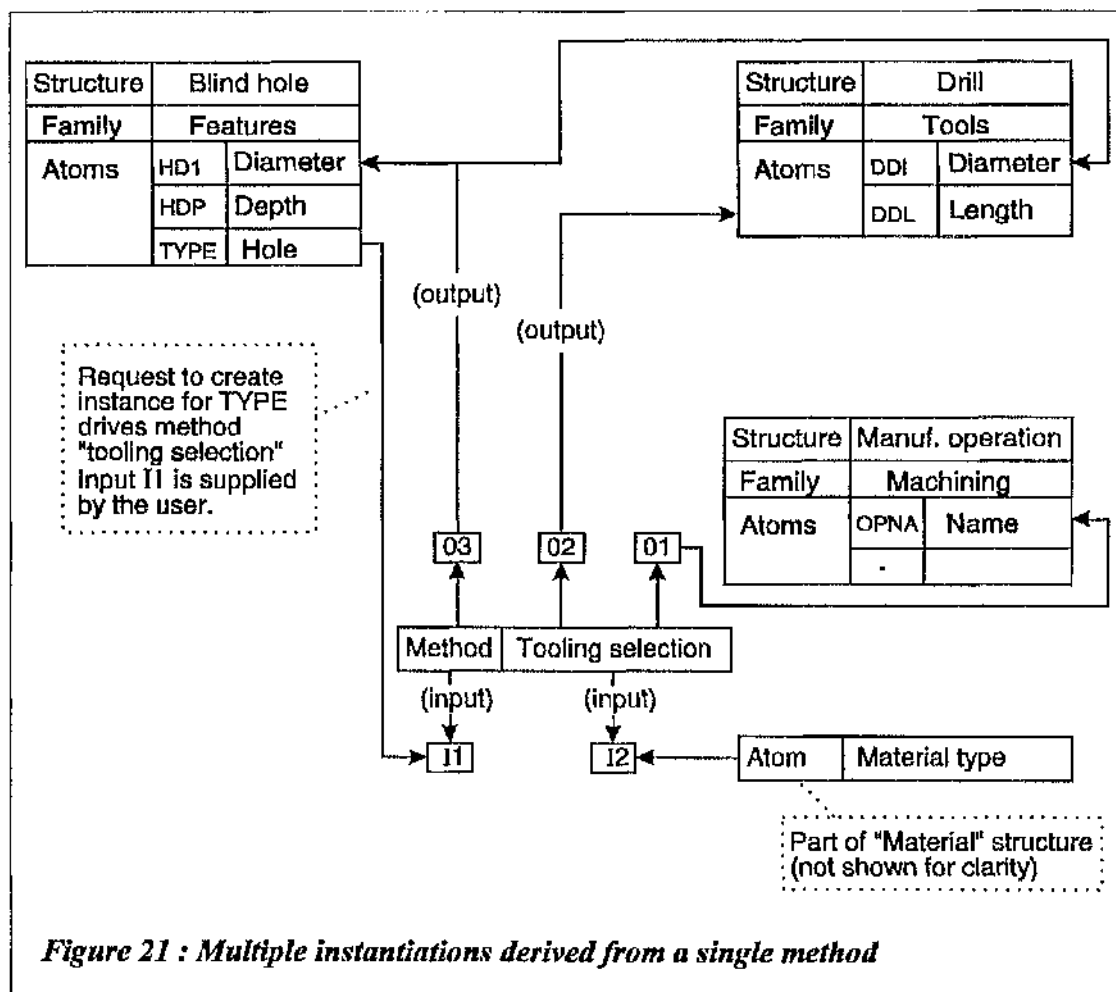 Structure Blind hole
Family Features
Atoms HD1 Diameter
HDP Depth
TYPE Hole
Structure Drill
Family Tools
Atoms DDI Diameter
DDL Length
(output)
(output)
Request to create
instance for TYPE
drives method
"tooling selection"
Input I1 is supplied
by the user.
Structure Manuf. operation
Family Machining
Atoms OPNA Name
-
03 02 01
Method Tooling selection
(input) (input)
I1 I2
Atom Material type
Part of "Material" structure
(not shown for clarity)
Figure 21 : Multiple instantiations derived from a single method